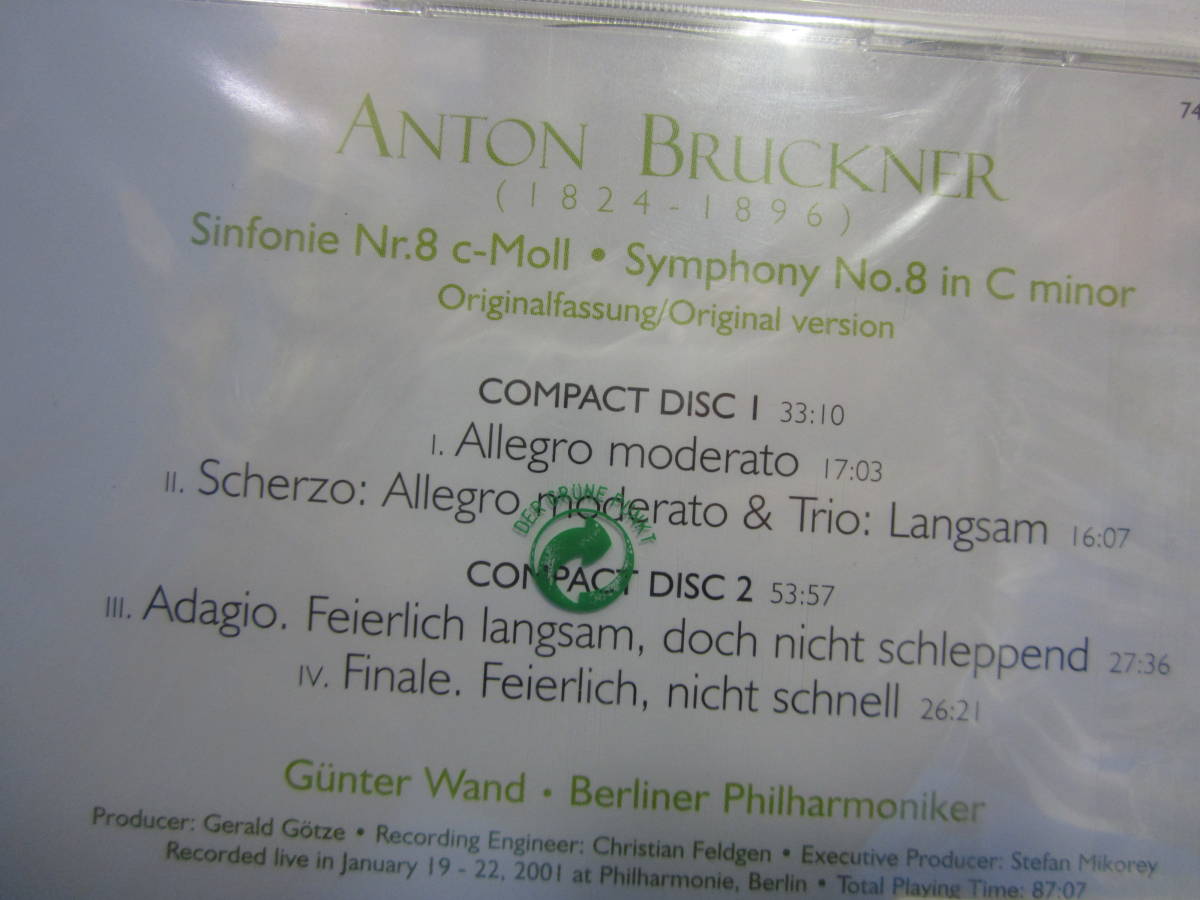 74
ANTON BRUCKNER
(1824-1896)
Sinfonie Nr.8 c-Moll • Symphony No.8 in C minor
Originalfassung/Original version
COMPACT DISC 1 33:10
I. Allegro moderato 17:03
II. Scherzo: Allegro moderato & Trio: Langsam 16:07
DER GRÜNE PUNKT
COMPACT DISC 2 53:57
III. Adagio. Feierlich langsam, doch nicht schleppend 27:36
IV. Finale. Feierlich, nicht schnell 26:21
Günter Wand • Berliner Philharmoniker
Producer: Gerald Götze • Recording Engineer: Christian Feldgen • Executive Producer: Stefan Mikorey
Recorded live in January 19 - 22, 2001 at Philharmonie, Berlin • Total Playing Time: 87:07